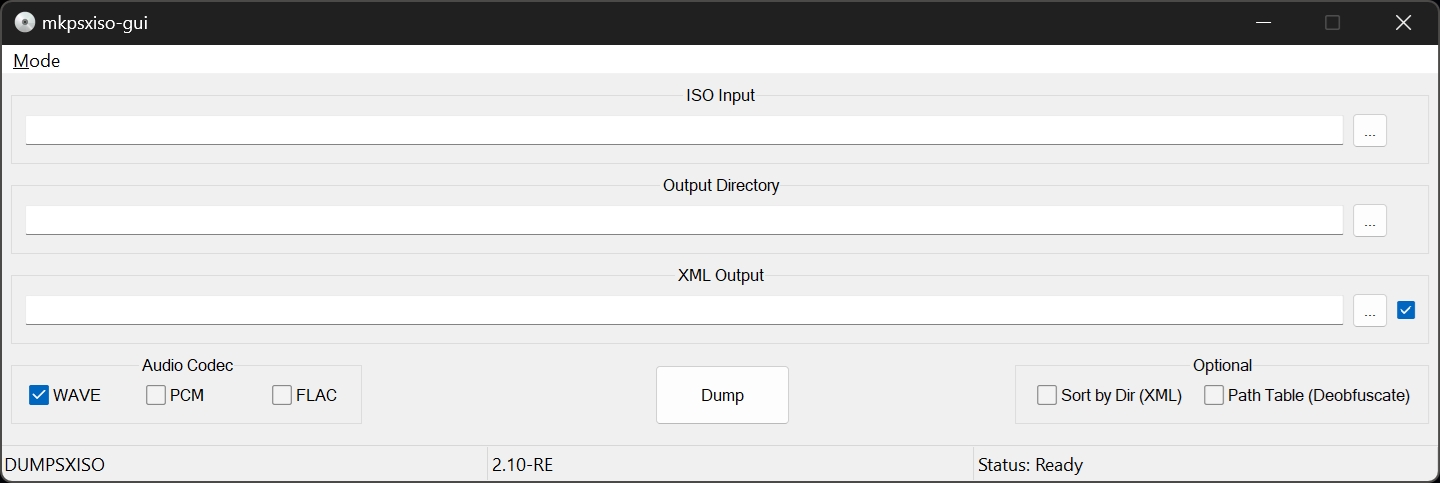 mkpsxiso-gui
Mode
ISO Input
...
Output Directory
...
XML Output
...
Audio Codec
Optional
WAVE PCM FLAC Dump Sort by Dir (XML) Path Table (Deobfuscate)
DUMPSXISO 2.10-RE Status: Ready